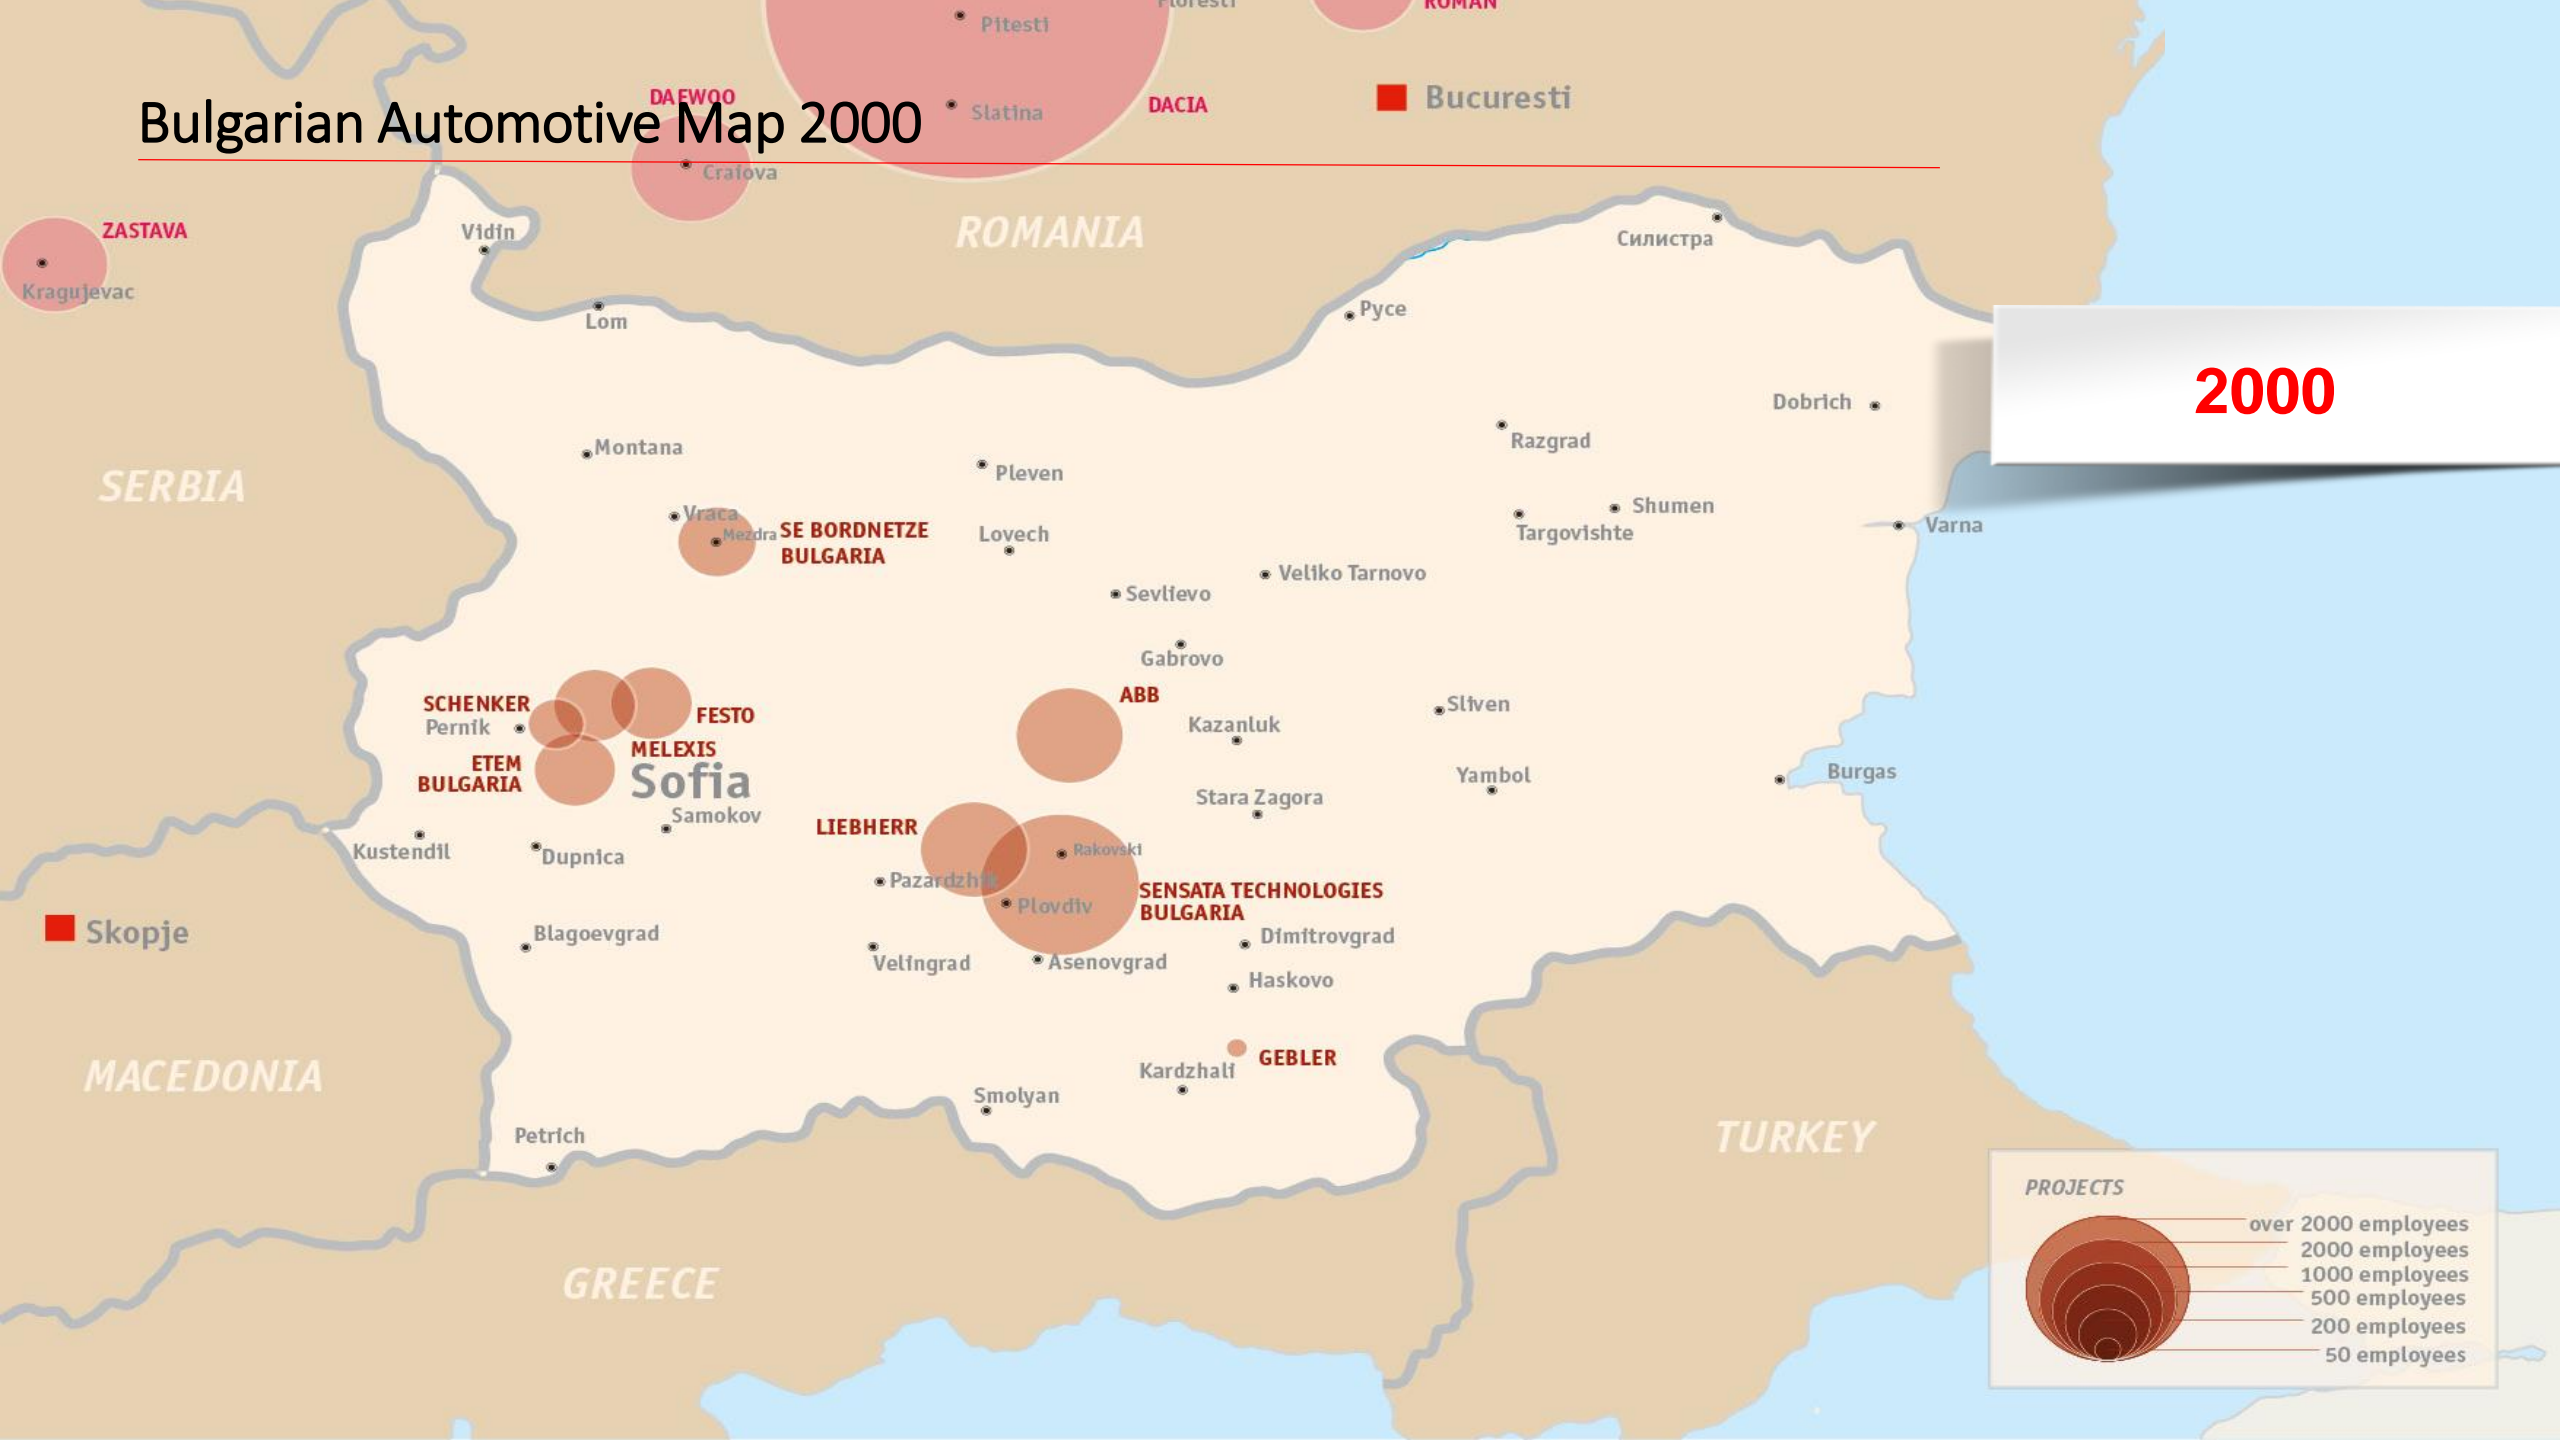 Floresti
ROMAN
Pitesti
DAEWOO
Bucuresti
DACIA
Slatina
Bulgarian Automotive Map 2000
Craiova
ZASTAVA
Vidin
ROMANIA
Силистра
Kragujevac
Русе
Lom
2000
Dobrich
Razgrad
Montana
Pleven
SERBIA
Vraca
Shumen
Mezdra
SE BORDNETZE
BULGARIA
Lovech
Targovishte
Varna
Veliko Tarnovo
Sevlievo
Gabrovo
ABB
SCHENKER
Sliven
FESTO
Pernik
Kazanluk
MELEXIS
ETEM
BULGARIA
Sofia
Yambol
Burgas
Stara Zagora
Samokov
LIEBHERR
Kustendil
Dupnica
Rakovski
Pazardzhik
SENSATA TECHNOLOGIES
BULGARIA
Plovdiv
Skopje
Blagoevgrad
Dimitrovgrad
Velingrad
Asenovgrad
Haskovo
GEBLER
Kardzhali
MACEDONIA
Smolyan
Petrich
TURKEY
GREECE
PROJECTS
over 2000 employees
2000 employees
1000 employees
500 employees
200 employees
50 employees